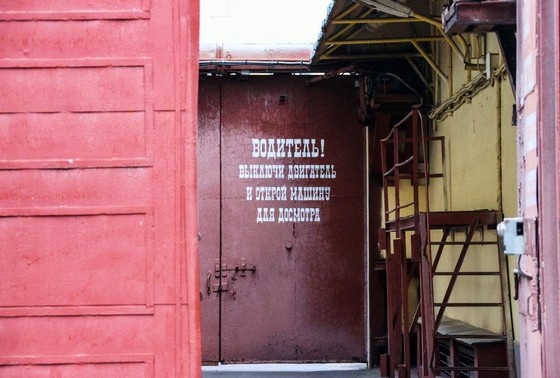 ВОДИТЕЛЬ!
ВЫКЛЮЧИ ДВИГАТЕЛЬ
И ОТКРОЙ МАШИНУ
ДЛЯ ДОСМОТРА